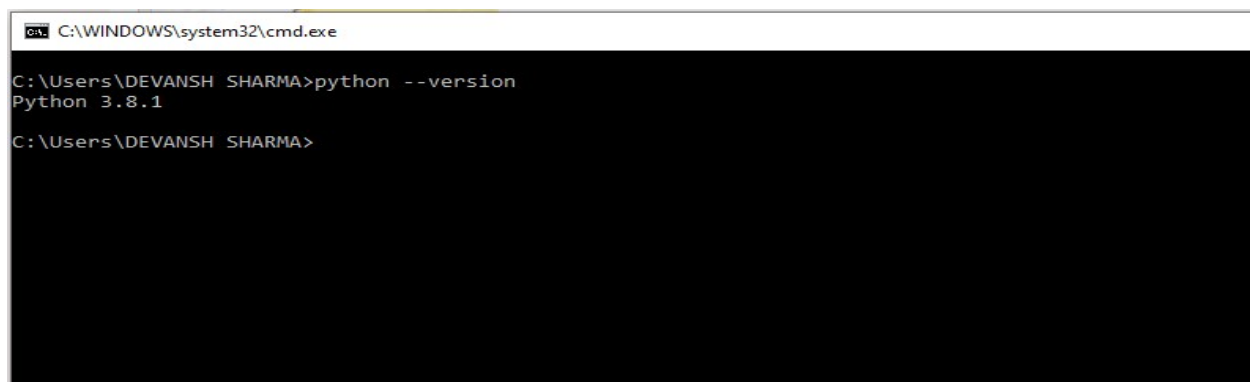 C:\WINDOWS\system32\cmd.exe
C:\Users\DEVANSH SHARMA>python --version
Python 3.8.1
C:\Users\DEVANSH SHARMA>